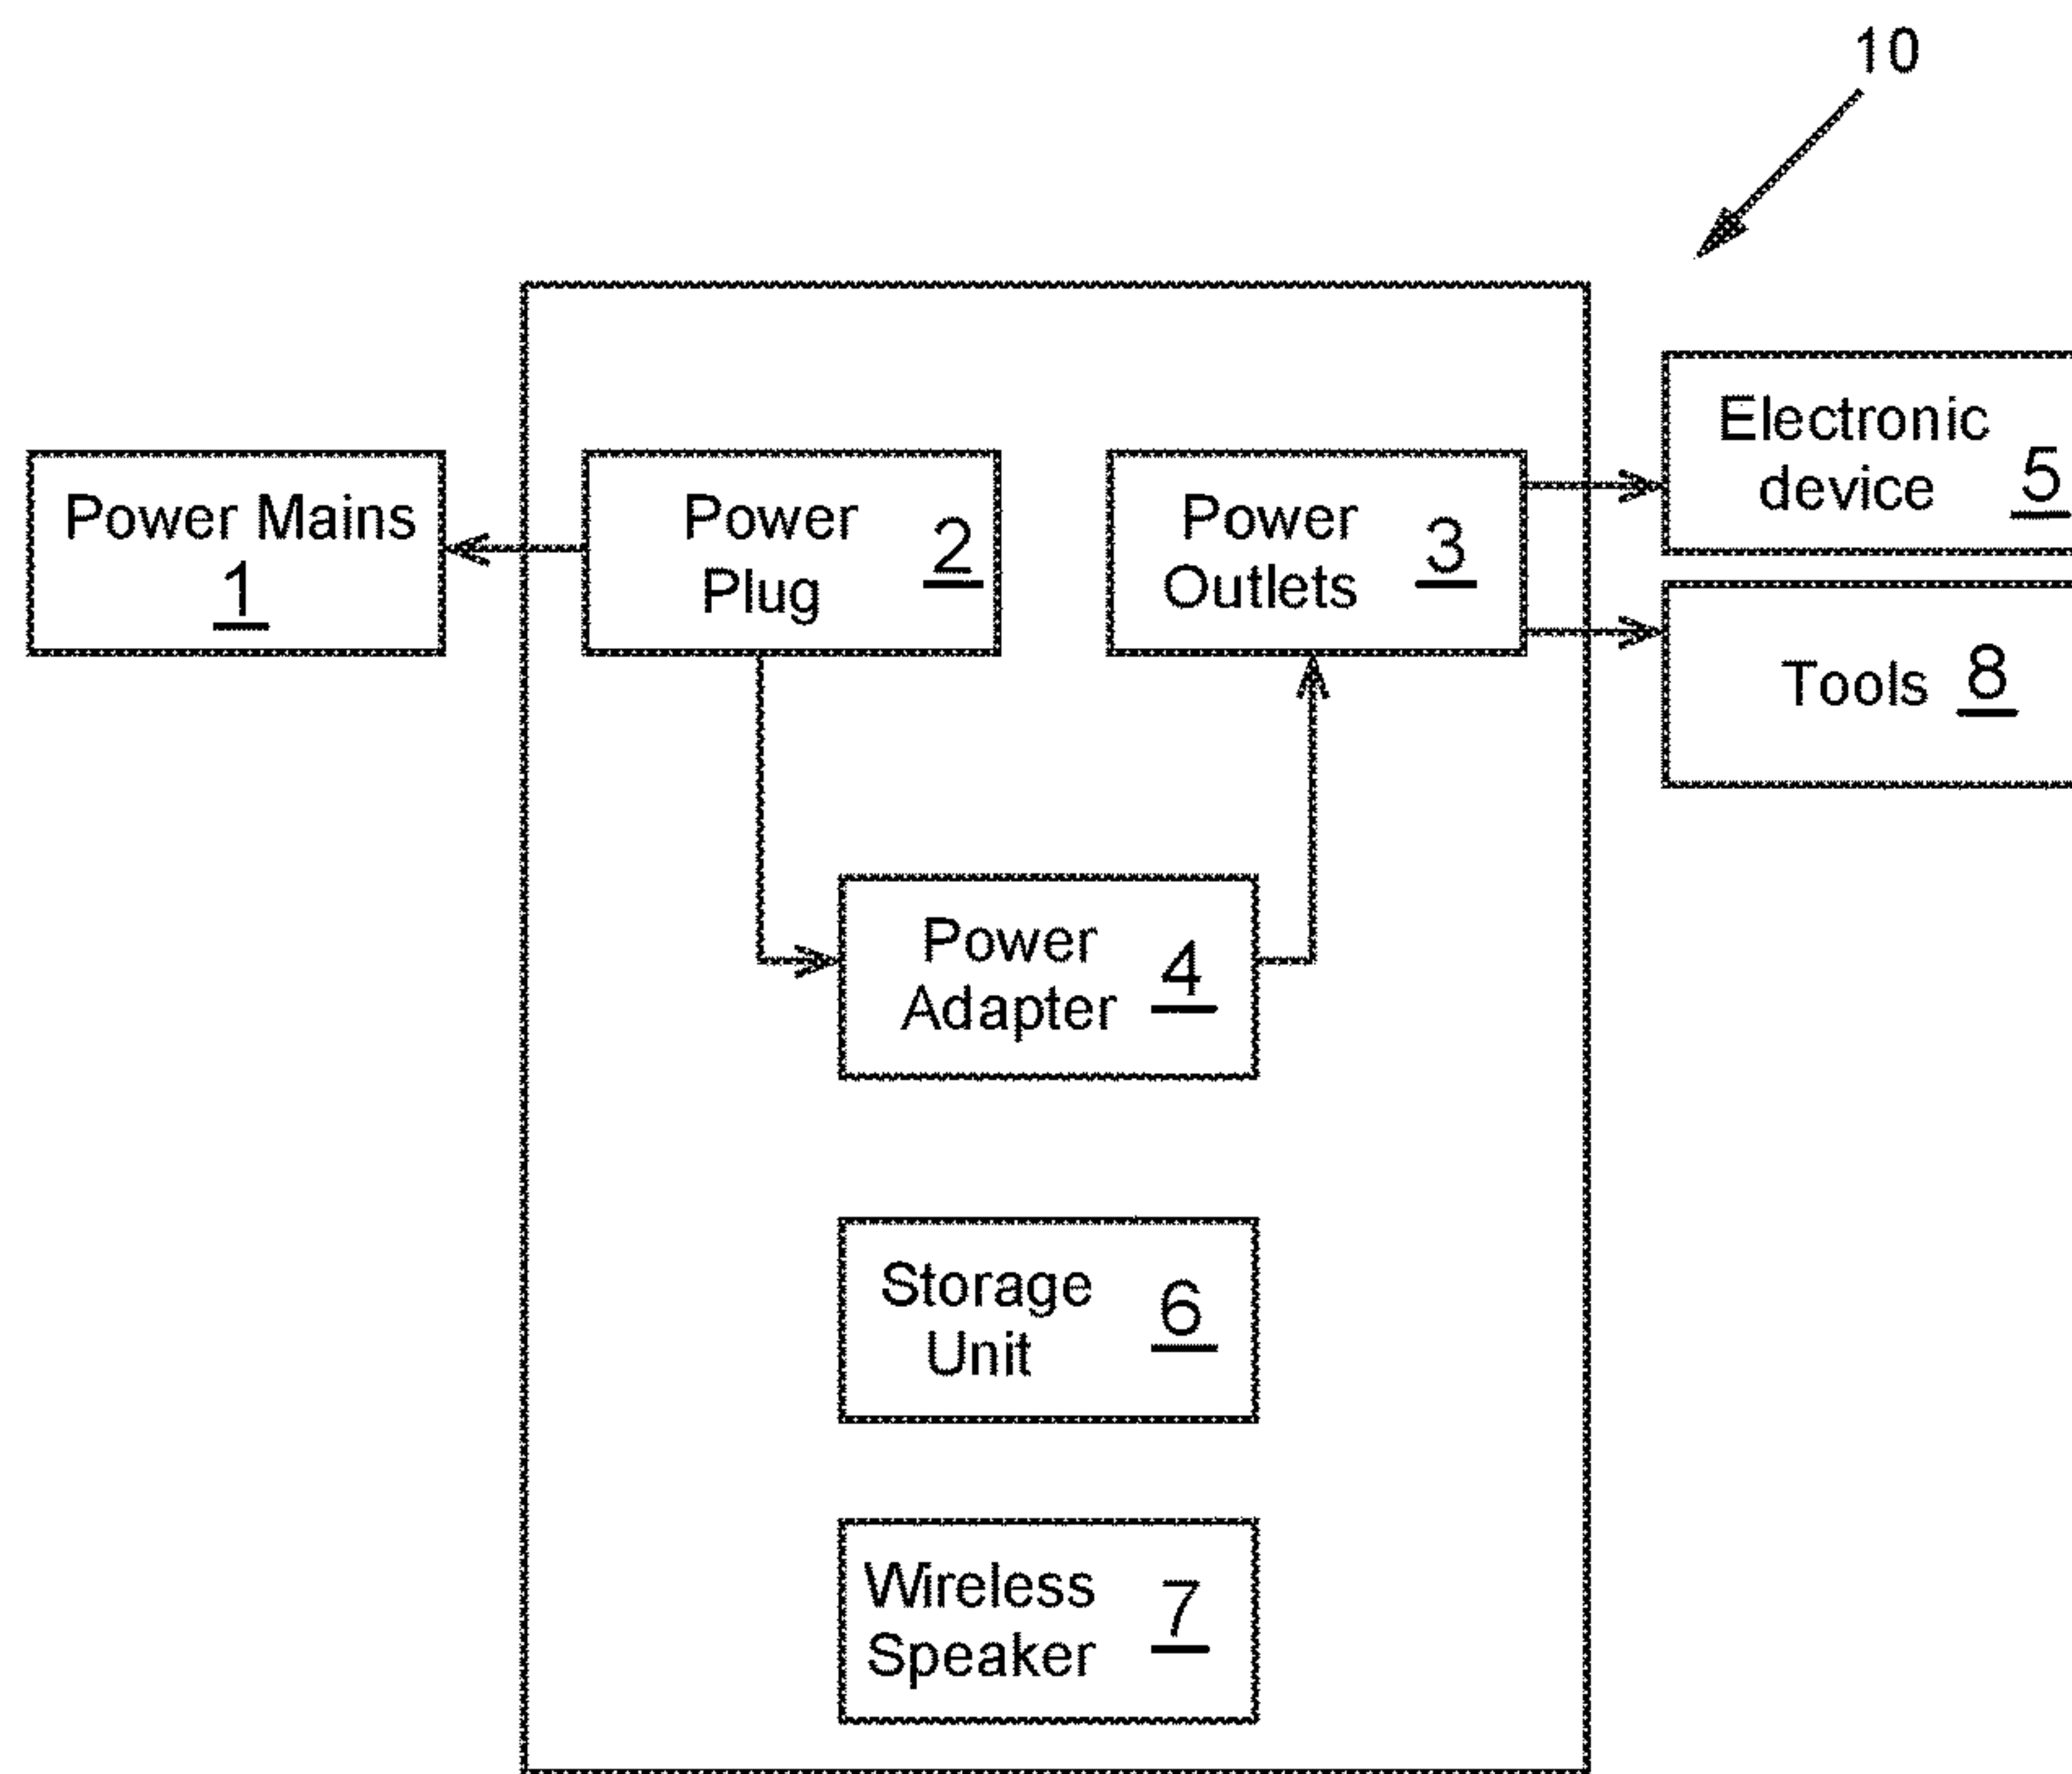 10
Power Mains
1
Power
Plug
2
Power
Outlets
3
Electronic
device
5
Tools 8
Power
Adapter
4
Storage
Unit
6
Wireless
Speaker
7